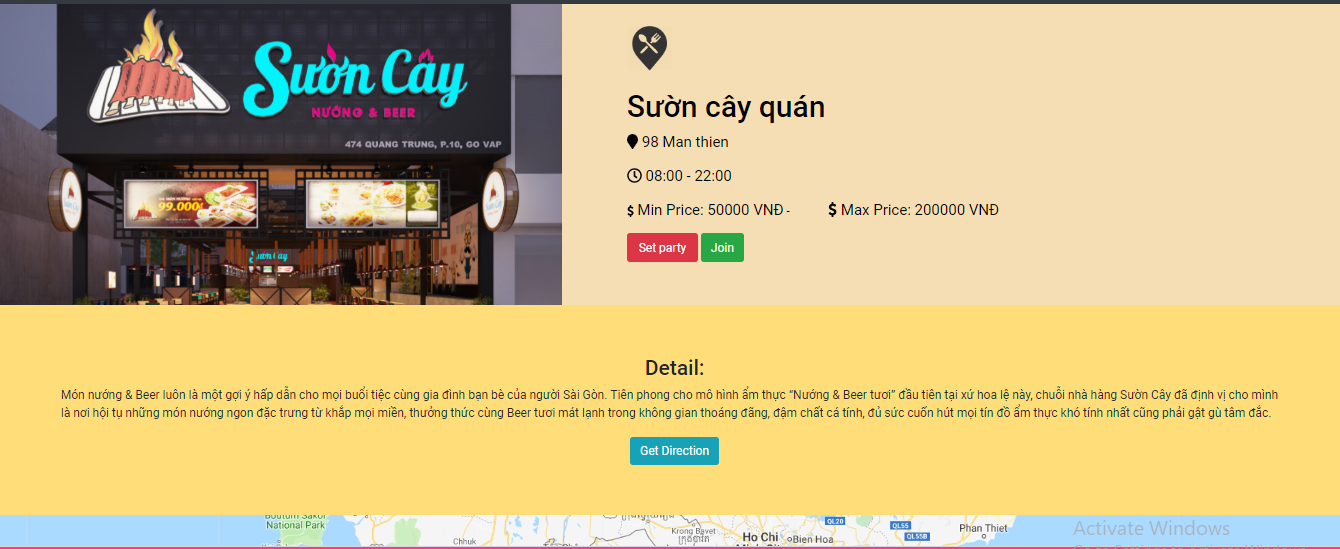 Sườn Cây
NƯỚNG & BEER
474 QUANG TRUNG, P.10, GO VAP
99.000
Sườn Cây
Sườn quán
Sườn cây quán
98 Man thien
08:00 - 22:00
$ Min Price: 50000 VNĐ - $ Max Price: 200000 VNĐ
Set party Join
Detail:
Món nướng & Beer luôn là một gợi ý hấp dẫn cho mọi buổi tiệc cùng gia đình bạn bè của người Sài Gòn. Tiên phong cho mô hình ẩm thực “Nướng & Beer tươi” đầu tiên tại xứ hoa lệ này, chuỗi nhà hàng Sườn Cây đã định vị cho mình
là nơi hội tụ những món nướng ngon đặc trưng từ khắp mọi miền, thưởng thức cùng Beer tươi mát lạnh trong không gian thoáng đãng, đậm chất cá tính, đủ sức cuốn hút mọi tín đồ ẩm thực khó tính nhất cũng phải gật gù tâm đắc.
Get Direction
National Park
Chhuk
Krong Bavet
Ho Chi
Bien Hoa
QL20
QL55
QL55B
Phan Thiet
Activate Windows